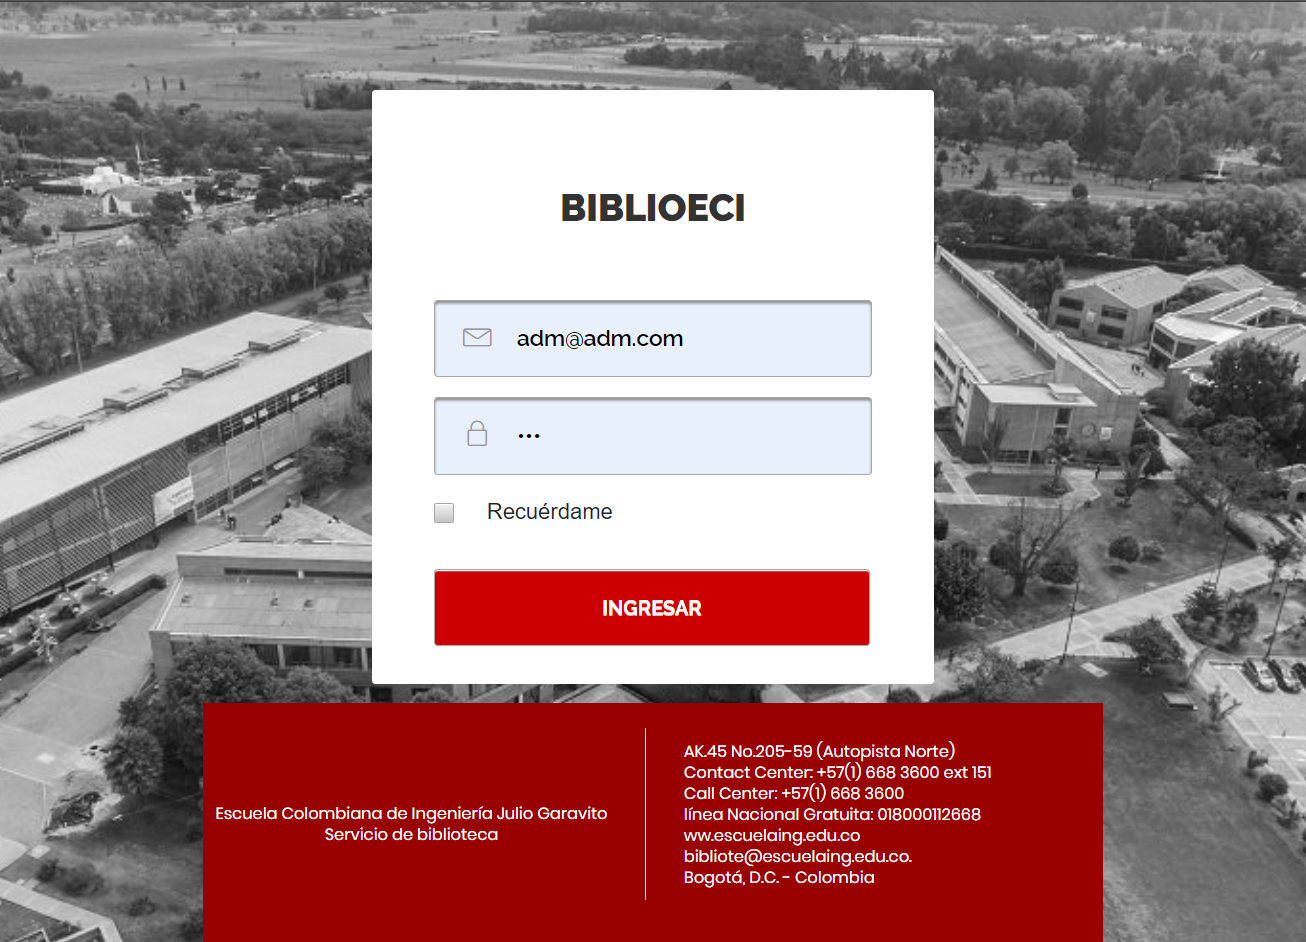 BIBLIOECI
adm@adm.com
•••
Recuérdame
INGRESAR
Escuela Colombiana de Ingeniería Julio Garavito
Servicio de biblioteca
AK.45 No.205-59 (Autopista Norte)
Contact Center: +57(1) 668 3600 ext 151
Call Center: +57(1) 668 3600
línea Nacional Gratuita: 018000112668
ww.escuelaing.edu.co
bibliote@escuelaing.edu.co.
Bogotá, D.C. - Colombia